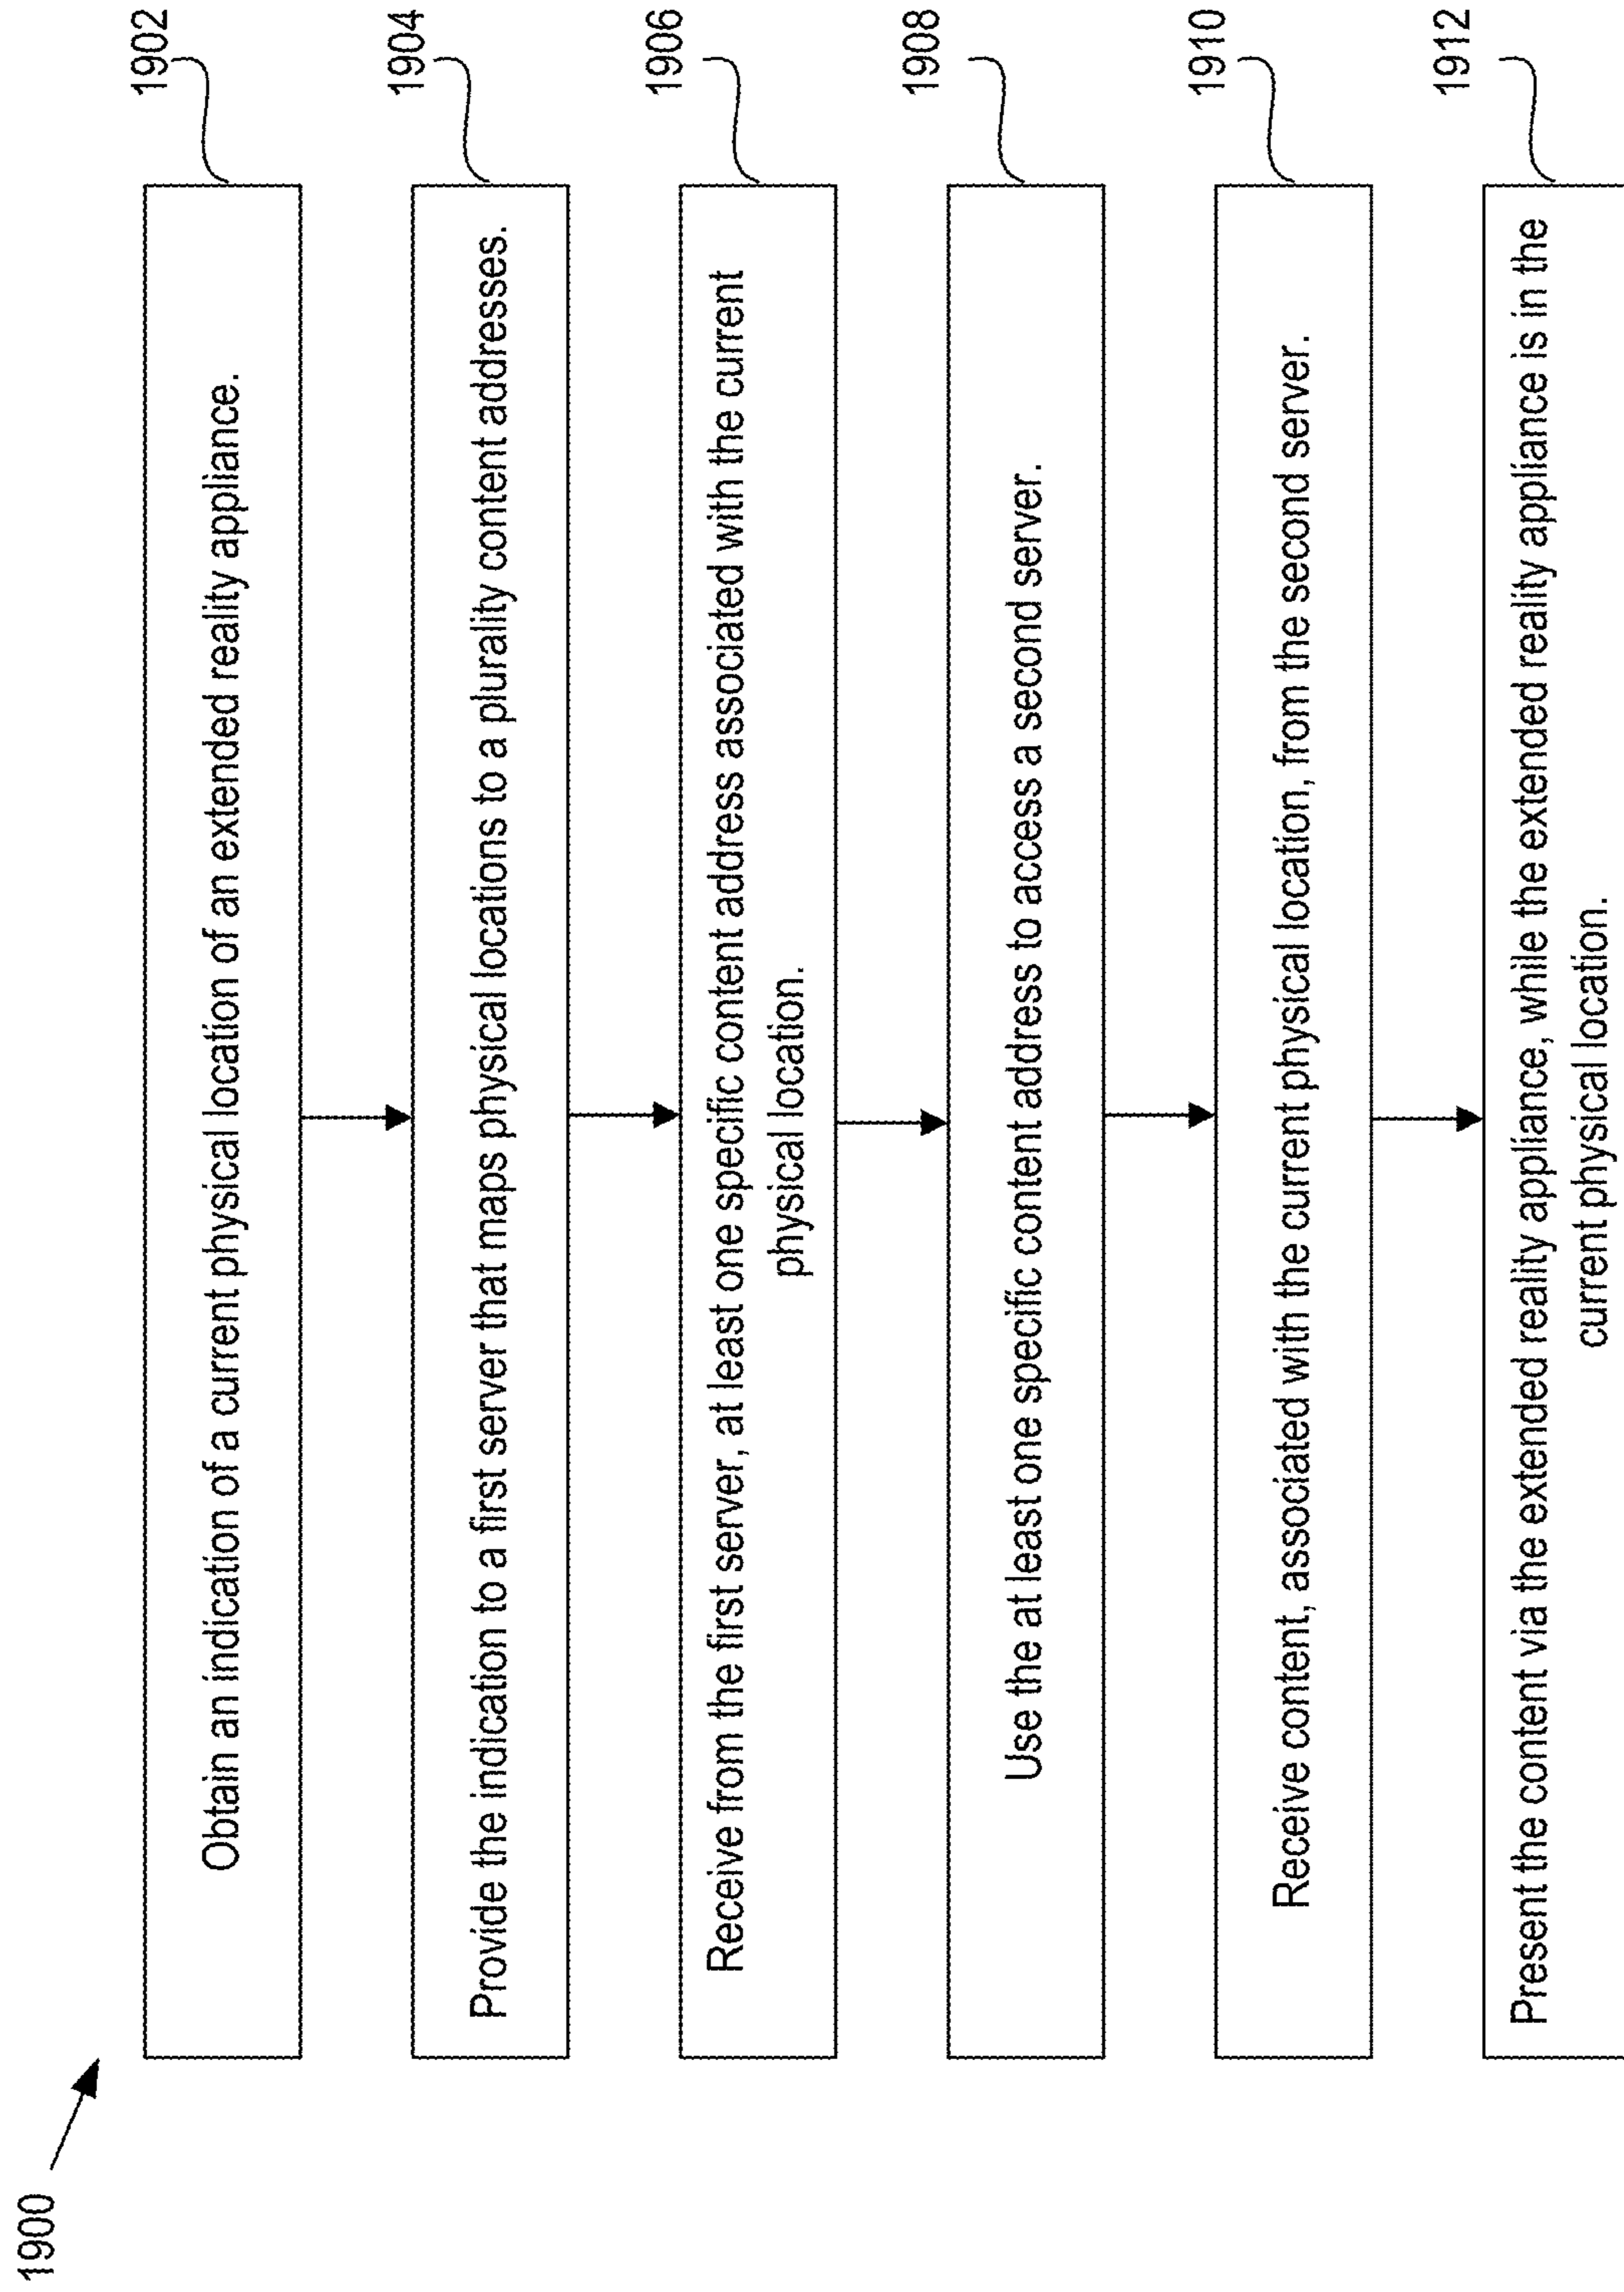 1900
1902
Obtain an indication of a current physical location of an extended reality appliance.
1904
Provide the indication to a first server that maps physical locations to a plurality content addresses.
1906
Receive from the first server, at least one specific content address associated with the current
physical location.
1908
Use the at least one specific content address to access a second server.
1910
Receive content, associated with the current physical location, from the second server.
1912
Present the content via the extended reality appliance, while the extended reality appliance is in the
current physical location.